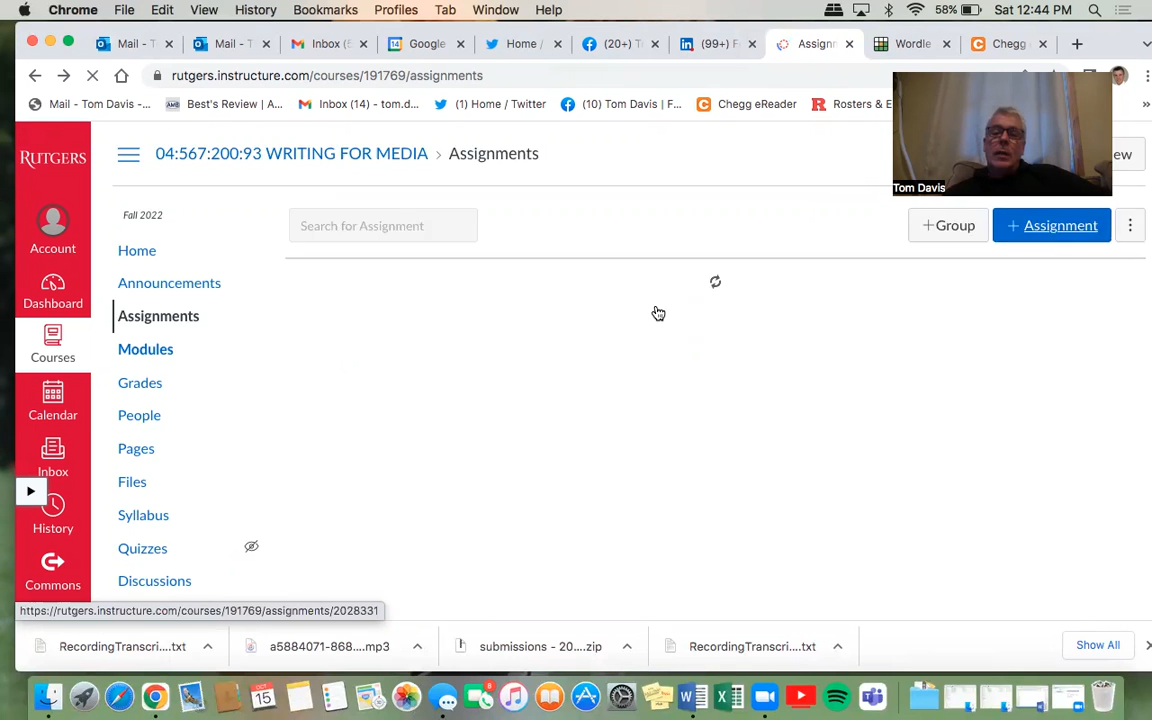 Chrome File Edit View History Bookmarks Profiles Tab Window Help 58% Sat 12:44 PM
Mail - T Mail - T Inbox (5 Google Home / (20+) T (99+) F Assignn Wordle Chegg
rutgers.instructure.com/courses/191769/assignments
Mail - Tom Davis -... Best's Review | A... Inbox (14) - tom.d... (1) Home / Twitter (10) Tom Davis | F... Chegg eReader Rosters & E
RUTGERS
04:567:200:93 WRITING FOR MEDIA › Assignments
Tom Davis
Fall 2022
Search for Assignment
+Group
+ Assignment
Account
Dashboard
Courses
Calendar
Inbox
History
Commons
Home
Announcements
Assignments
Modules
Grades
People
Pages
Files
Syllabus
Quizzes
Discussions
https://rutgers.instructure.com/courses/191769/assignments/2028331
RecordingTranscri....txt a5884071-868....mp3 submissions - 20....zip RecordingTranscri....txt Show All